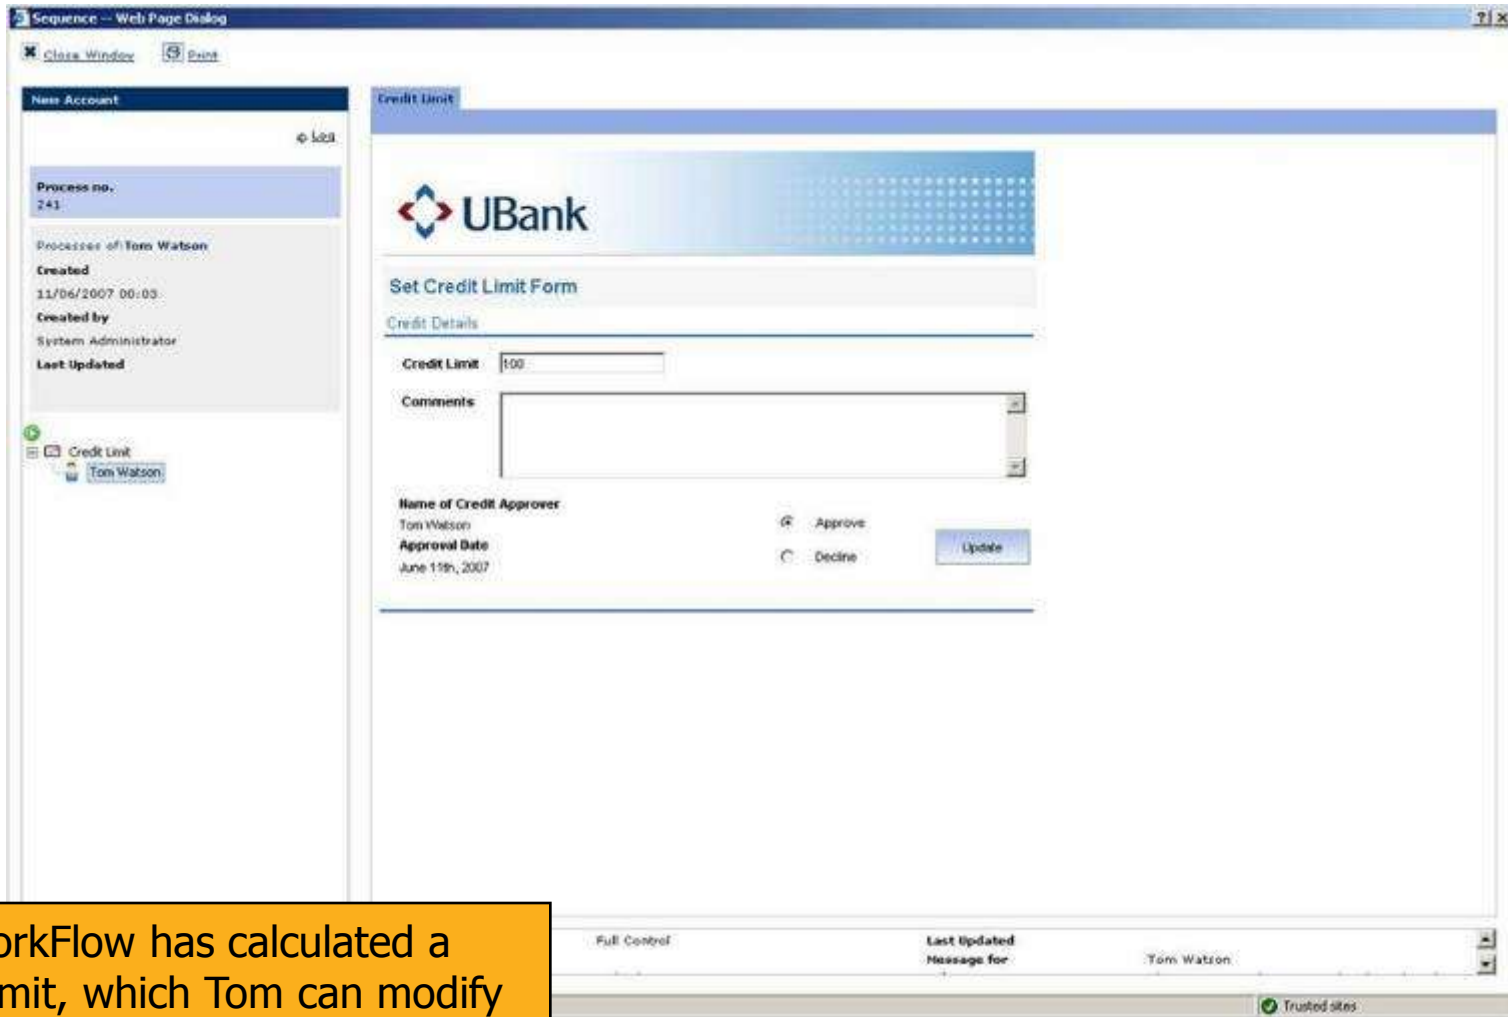 Sequence -- Web Page Dialog
Close Window Print
New Account
Log
Process no.
241
Processes of: Tom Watson
Created
11/06/2007 00:03
Created by
System Administrator
Last Updated
Credit Limit
Tom Watson
Credit Limit
UBank
Set Credit Limit Form
Credit Details
Credit Limit 100
Comments
Name of Credit Approver
Tom Watson
Approval Date
June 11th, 2007
Approve
Decline
Update
Full Control
Last Updated
Message for Tom Watson
Trusted sites
orkFlow has calculated a
mit, which Tom can modify